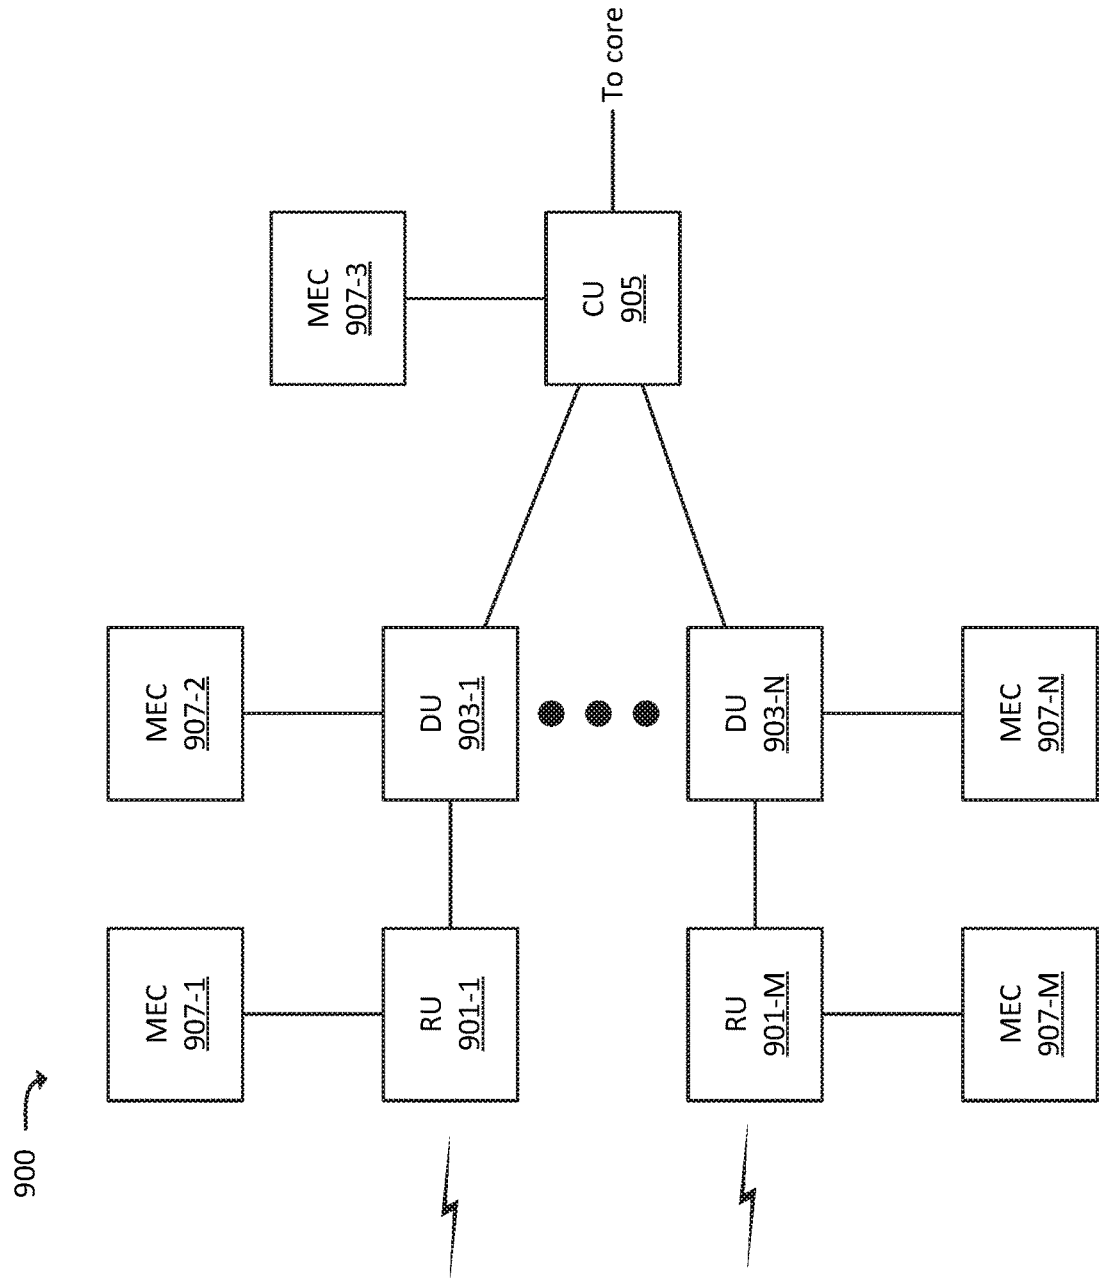 900
MEC
907-1
MEC
907-2
MEC
907-3
RU
901-1
DU
903-1
CU
905
To core
RU
901-M
DU
903-N
MEC
907-M
MEC
907-N